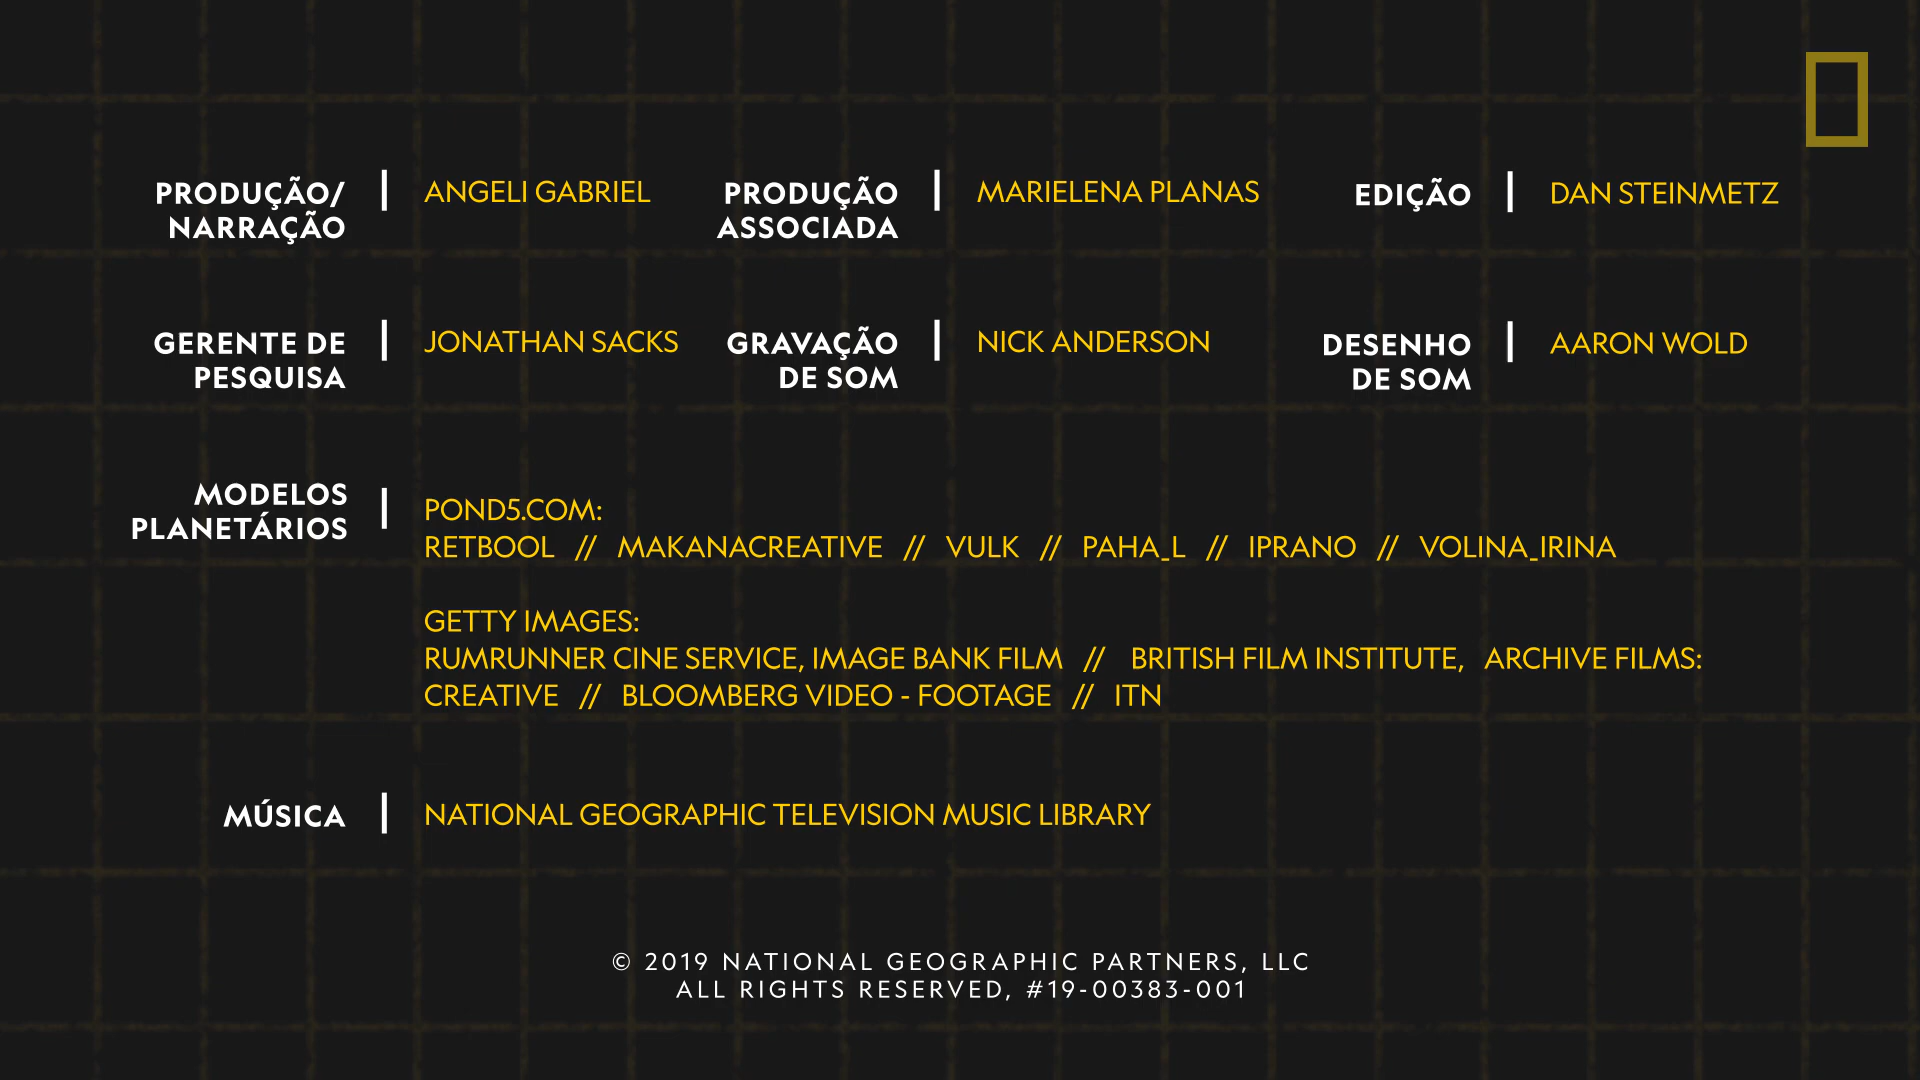 PRODUÇÃO/
NARRAÇÃO
ANGELI GABRIEL
PRODUÇÃO
ASSOCIADA
MARIELENA PLANAS
EDIÇÃO
DAN STEINMETZ
GERENTE DE
PESQUISA
JONATHAN SACKS
GRAVAÇÃO
DE SOM
NICK ANDERSON
DESENHO
DE SOM
AARON WOLD
MODELOS
PLANETÁRIOS
POND5.COM:
RETBOOL // MAKANACREATIVE // VULK // PAHA_L // IPRANO // VOLINA_IRINA
GETTY IMAGES:
RUMRUNNER CINE SERVICE, IMAGE BANK FILM // BRITISH FILM INSTITUTE, ARCHIVE FILMS:
CREATIVE // BLOOMBERG VIDEO - FOOTAGE // ITN
MÚSICA
NATIONAL GEOGRAPHIC TELEVISION MUSIC LIBRARY
© 2019 NATIONAL GEOGRAPHIC PARTNERS, LLC
ALL RIGHTS RESERVED, #19-00383-001